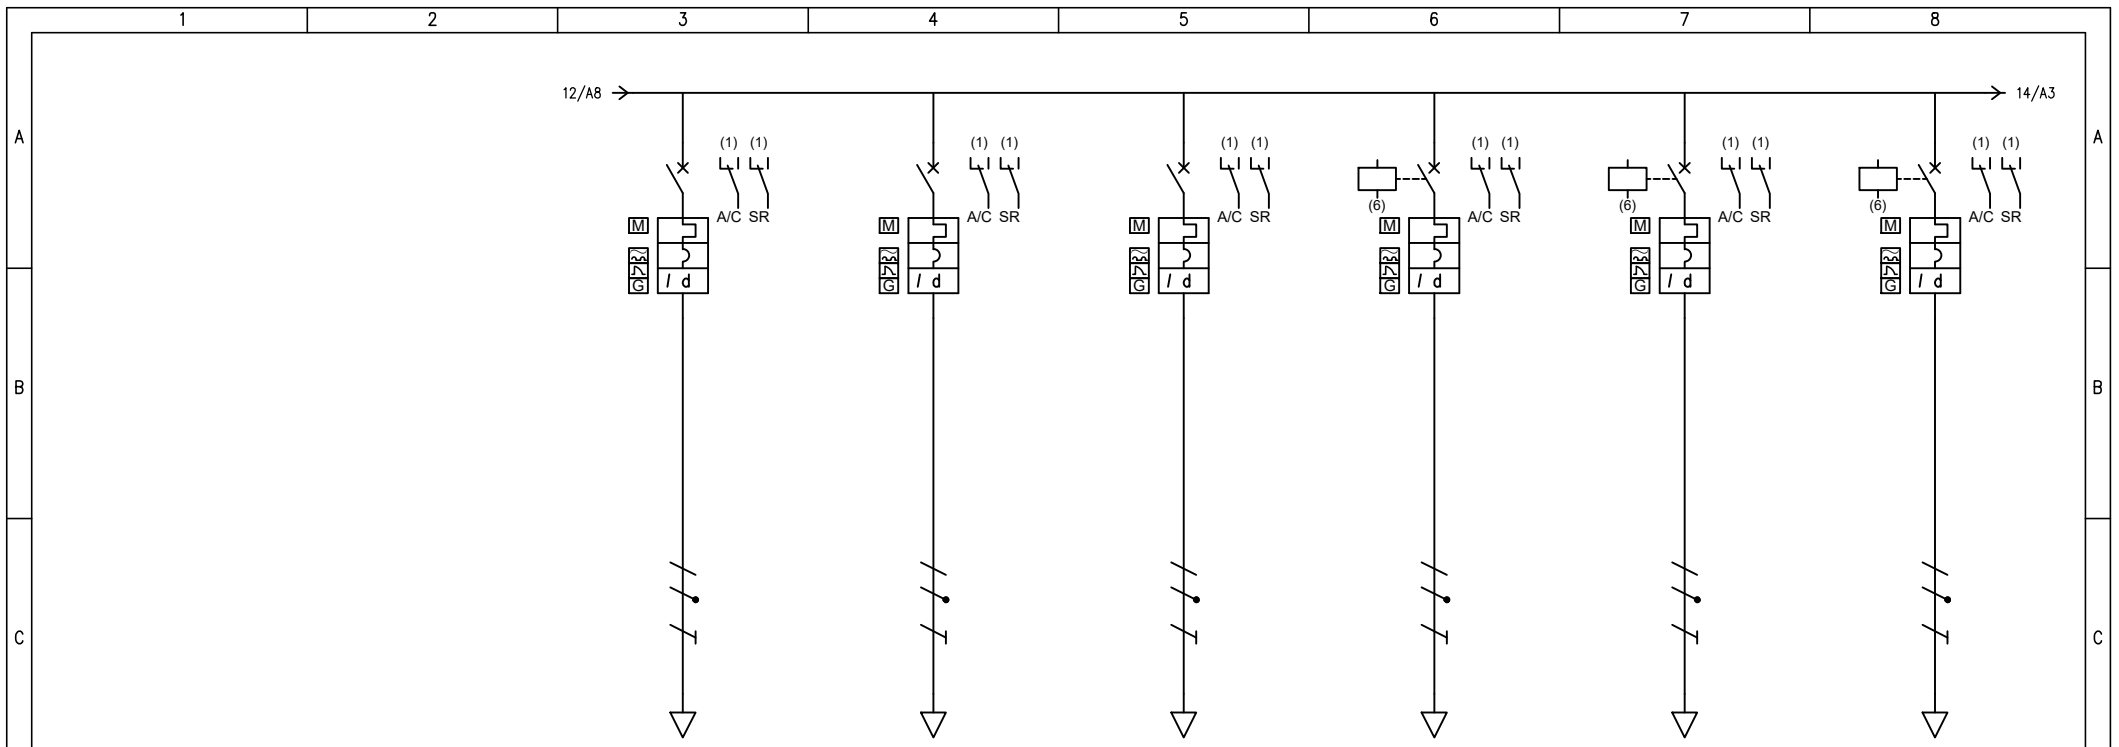 1 2 3 4 5 6 7 8
12/A8 14/A3
A A
(1) (1) (1) (1) (1) (1) (1) (1) (1) (1) (1) (1)
(6) (6) (6)
A/C SR A/C SR A/C SR A/C SR A/C SR A/C SR
M M M M M M
G I d G I d G I d G I d G I d G I d
B B
C C